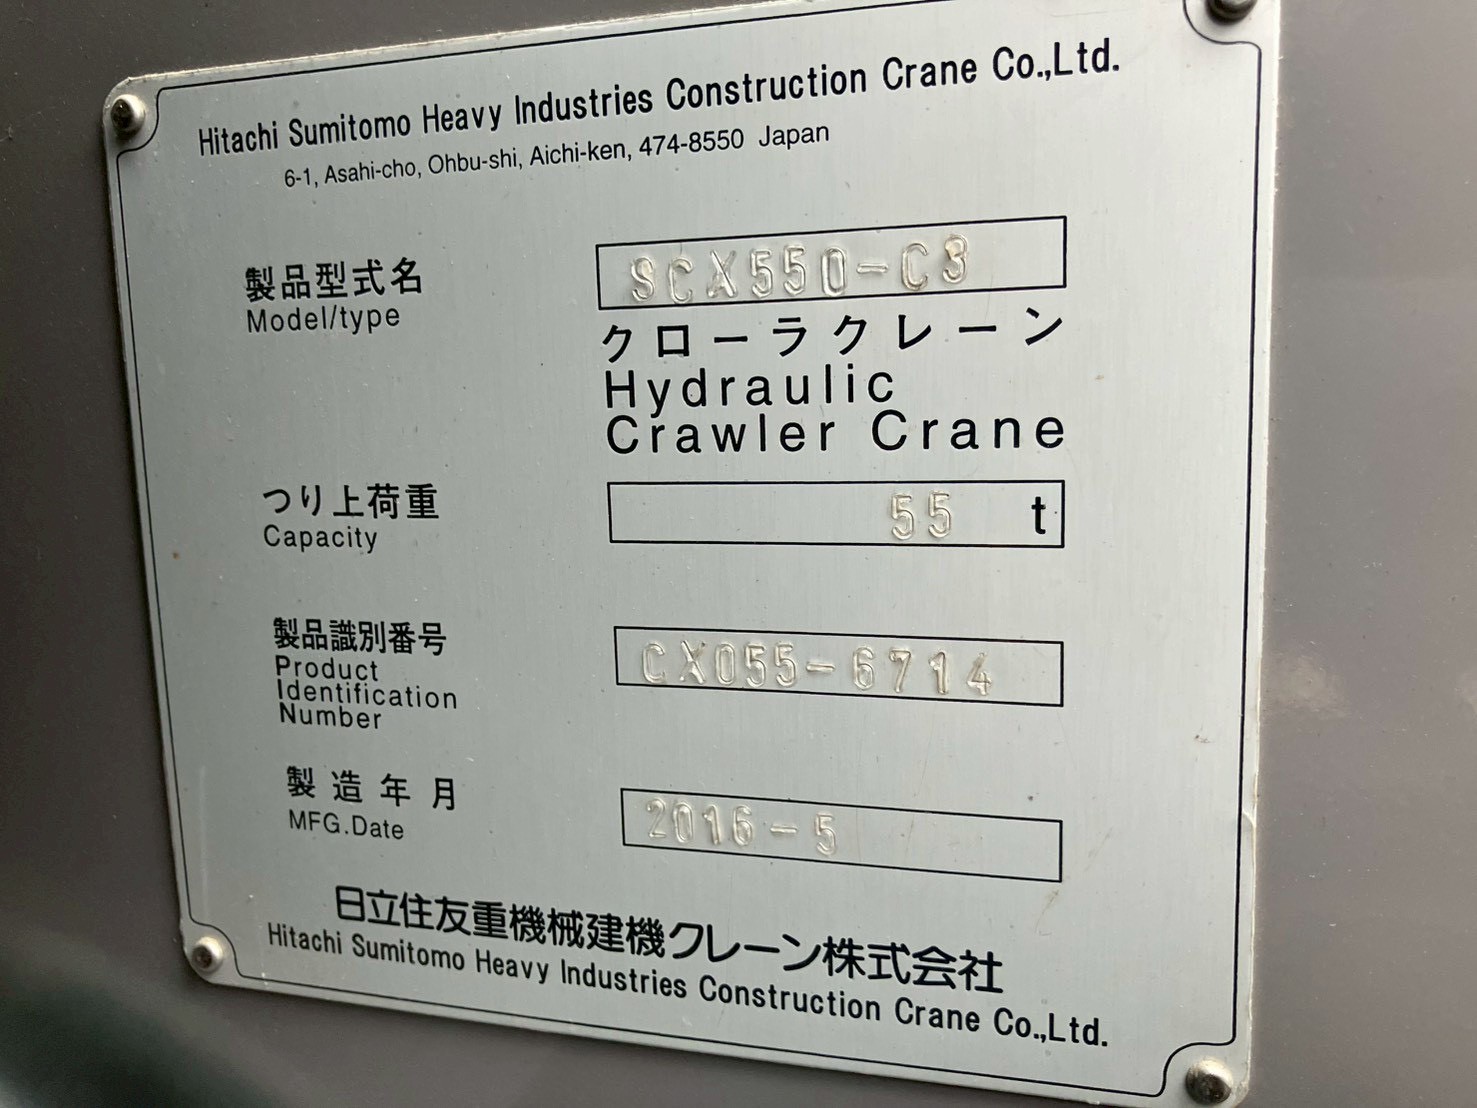 Hitachi Sumitomo Heavy Industries Construction Crane Co.,Ltd.
6-1, Asahi-cho, Ohbu-shi, Aichi-ken, 474-8550 Japan
製品型式名 SCX550-C3
Model/type
クローラクレーン
Hydraulic
Crawler Crane
つり上荷重 55 t
Capacity
製品識別番号 CX055-6714
Product
Identification
Number
製造年月 2016-5
MFG.Date
日立住友重機械建機クレーン株式会社
Hitachi Sumitomo Heavy Industries Construction Crane Co.,Ltd.